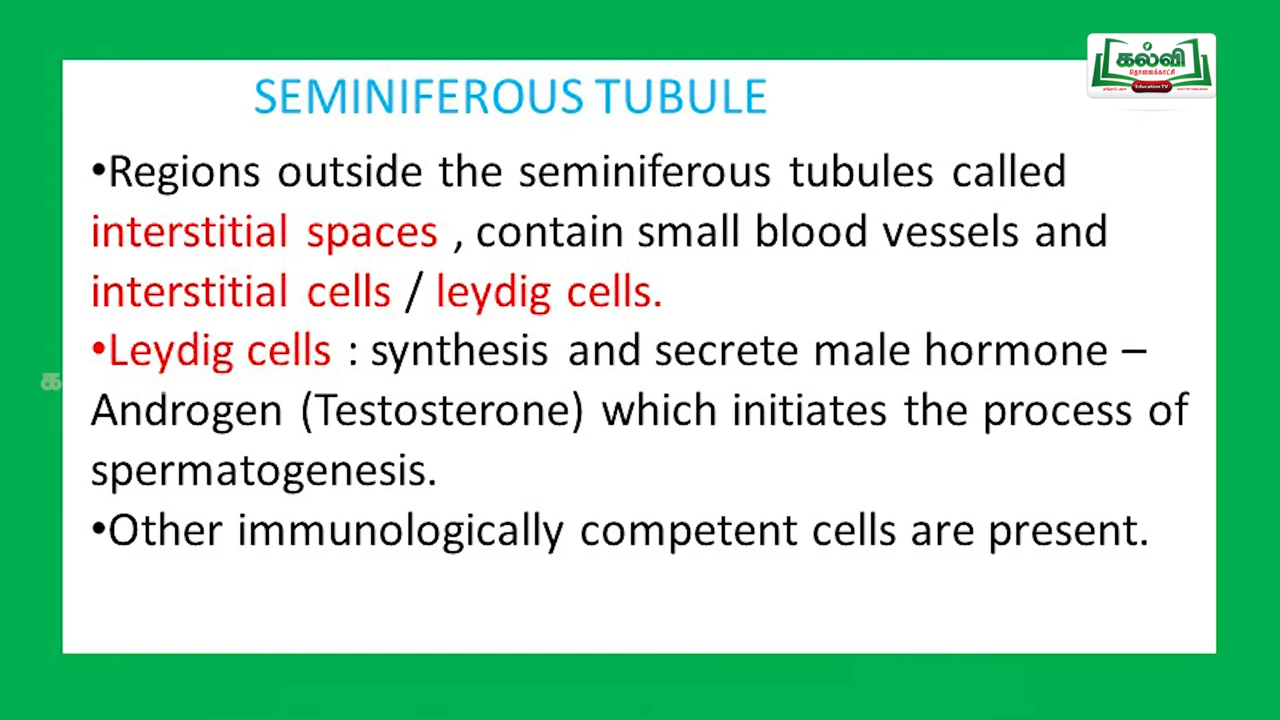 கல்வி
தொலைக்காட்சி
Education TV
SEMINIFEROUS TUBULE
•Regions outside the seminiferous tubules called
interstitial spaces , contain small blood vessels and
interstitial cells / leydig cells.
•Leydig cells : synthesis and secrete male hormone –
க
Androgen (Testosterone) which initiates the process of
spermatogenesis.
•Other immunologically competent cells are present.